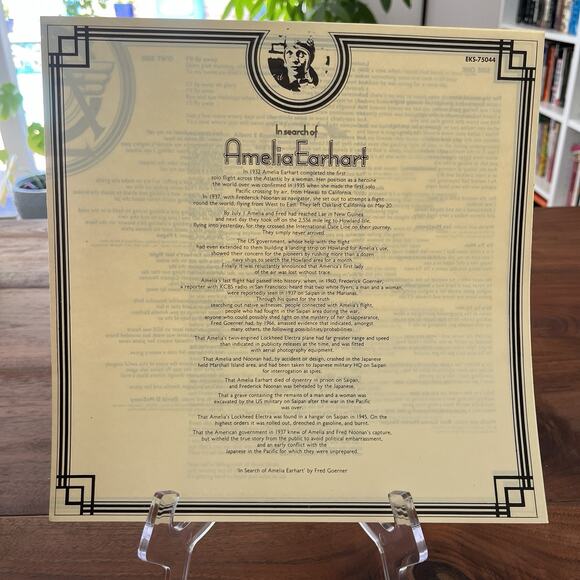 EKS-75044
In search of
Amelia Earhart
In 1932 Amelia Earhart completed the first
solo flight across the Atlantic by a woman. Her position as a heroine
the world over was confirmed in 1935 when she made the first solo
Pacific crossing by air, from Hawaii to California.
In 1937, with Frederick Noonan as navigator, she set out to attempt a flight
round the world, flying from West to East. They left Oakland California on May 20.
By July 1 Amelia and Fred had reached Lae in New Guinea
and next day they took off on the 2,556 mile leg to Howland Isle,
flying into yesterday, for they crossed the International Date Line on their journey.
They simply never arrived.
The US government, whose help with the flight
had even extended to them building a landing strip on Howland for Amelia's use,
showed their concern for the pioneers by rushing more than a dozen
navy ships to search the Howland area for a month.
Finally it was reluctantly announced that America's first lady
of the air was lost without trace.
Amelia's last flight had passed into history, when, in 1960, Frederick Goerner,
a reporter with KCBS radio in San Francisco, heard that two white flyers, a man and a woman,
were reportedly seen in 1937 on Saipan in the Marianas.
Through his quest for the truth
searching out native witnesses, people connected with Amelia's flight,
people who had fought in the Saipan area during the war,
anyone who could possibly shed light on the mystery of her disappearance,
Fred Goerner had, by 1966, amassed evidence that indicated, amongst
many others, the following possibilities/probabilities:
That Amelia's twin-engined Lockheed Electra plane had far greater range and speed
than indicated in publicity releases at the time, and was fitted
with aerial photography equipment.
That Amelia and Noonan had, by accident or design, crashed in the Japanese
held Marshall Island area, and had been taken to Japanese military HQ on Saipan
for interrogation as spies.
That Amelia Earhart died of dysentry in prison on Saipan,
and Frederick Noonan was beheaded by the Japanese.
That a grave containing the remains of a man and a woman was
excavated by the US military on Saipan after the war in the Pacific
was over.
That Amelia's Lockheed Electra was found in a hangar on Saipan in 1945. On the
highest orders it was rolled out, drenched in gasoline, and burnt.
That the American government in 1937 knew of Amelia and Fred Noonan's capture,
but witheld the true story from the public to avoid political embarrassment,
and an early conflict with the
Japanese in the Pacific for which they were unprepared.
'In Search of Amelia Earhart' by Fred Goerner